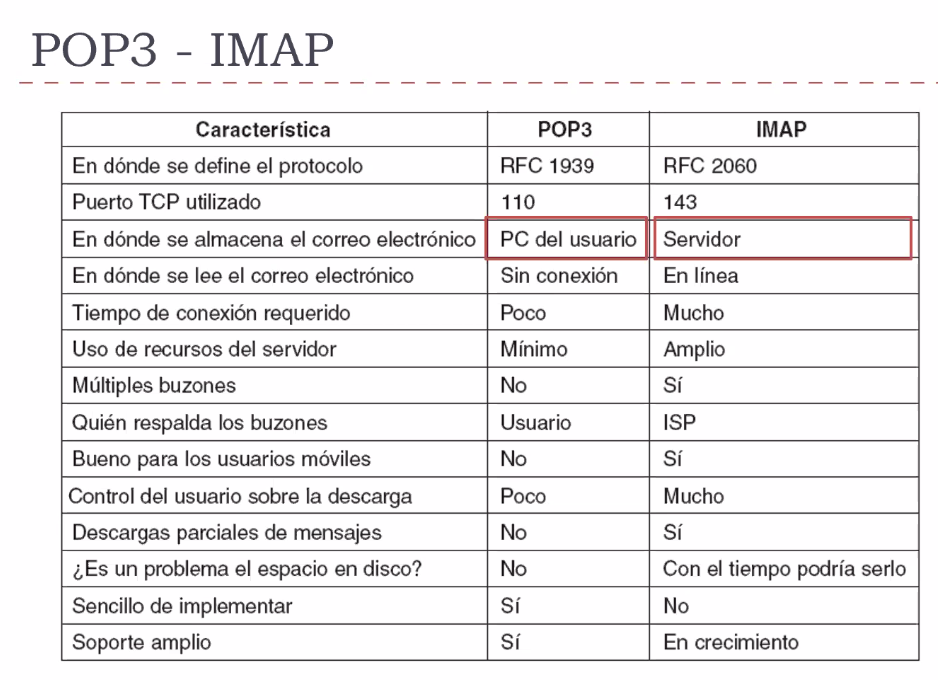 POP3 - IMAP
Característica POP3 IMAP
En dónde se define el protocolo RFC 1939 RFC 2060
Puerto TCP utilizado 110 143
En dónde se almacena el correo electrónico PC del usuario Servidor
En dónde se lee el correo electrónico Sin conexión En línea
Tiempo de conexión requerido Poco Mucho
Uso de recursos del servidor Mínimo Amplio
Múltiples buzones No Sí
Quién respalda los buzones Usuario ISP
Bueno para los usuarios móviles No Sí
Control del usuario sobre la descarga Poco Mucho
Descargas parciales de mensajes No Sí
¿Es un problema el espacio en disco? No Con el tiempo podría serlo
Sencillo de implementar Sí No
Soporte amplio Sí En crecimiento